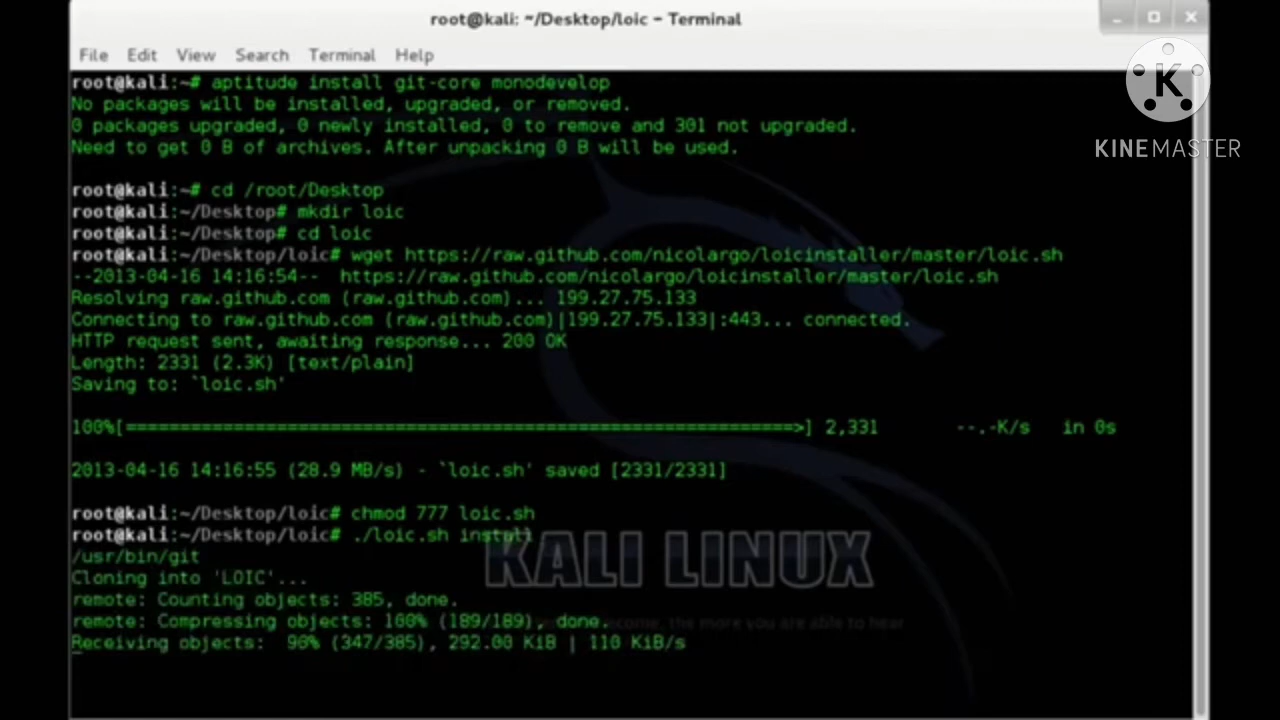 root@kali: ~/Desktop/loic - Terminal
File Edit View Search Terminal Help
root@kali:~# aptitude install git-core monodevelop
No packages will be installed, upgraded, or removed.
0 packages upgraded, 0 newly installed, 0 to remove and 301 not upgraded.
Need to get 0 B of archives. After unpacking 0 B will be used.
root@kali:~# cd /root/Desktop
root@kali:~/Desktop# mkdir loic
root@kali:~/Desktop# cd loic
root@kali:~/Desktop/loic# wget https://raw.github.com/nicolargo/loicinstaller/master/loic.sh
--2013-04-16 14:16:54-- https://raw.github.com/nicolargo/loicinstaller/master/loic.sh
Resolving raw.github.com (raw.github.com)... 199.27.75.133
Connecting to raw.github.com (raw.github.com)|199.27.75.133|:443... connected.
HTTP request sent, awaiting response... 200 OK
Length: 2331 (2.3K) [text/plain]
Saving to: `loic.sh'
100%[===============================================================>] 2,331 --.-K/s in 0s
2013-04-16 14:16:55 (28.9 MB/s) - `loic.sh' saved [2331/2331]
root@kali:~/Desktop/loic# chmod 777 loic.sh
root@kali:~/Desktop/loic# ./loic.sh install
/usr/bin/git
Cloning into 'LOIC'...
remote: Counting objects: 385, done.
remote: Compressing objects: 100% (189/189), done.
Receiving objects: 90% (347/385), 292.00 KiB | 110 KiB/s
KALI LINUX
become, the more you are able to hear
K
KINEMASTER